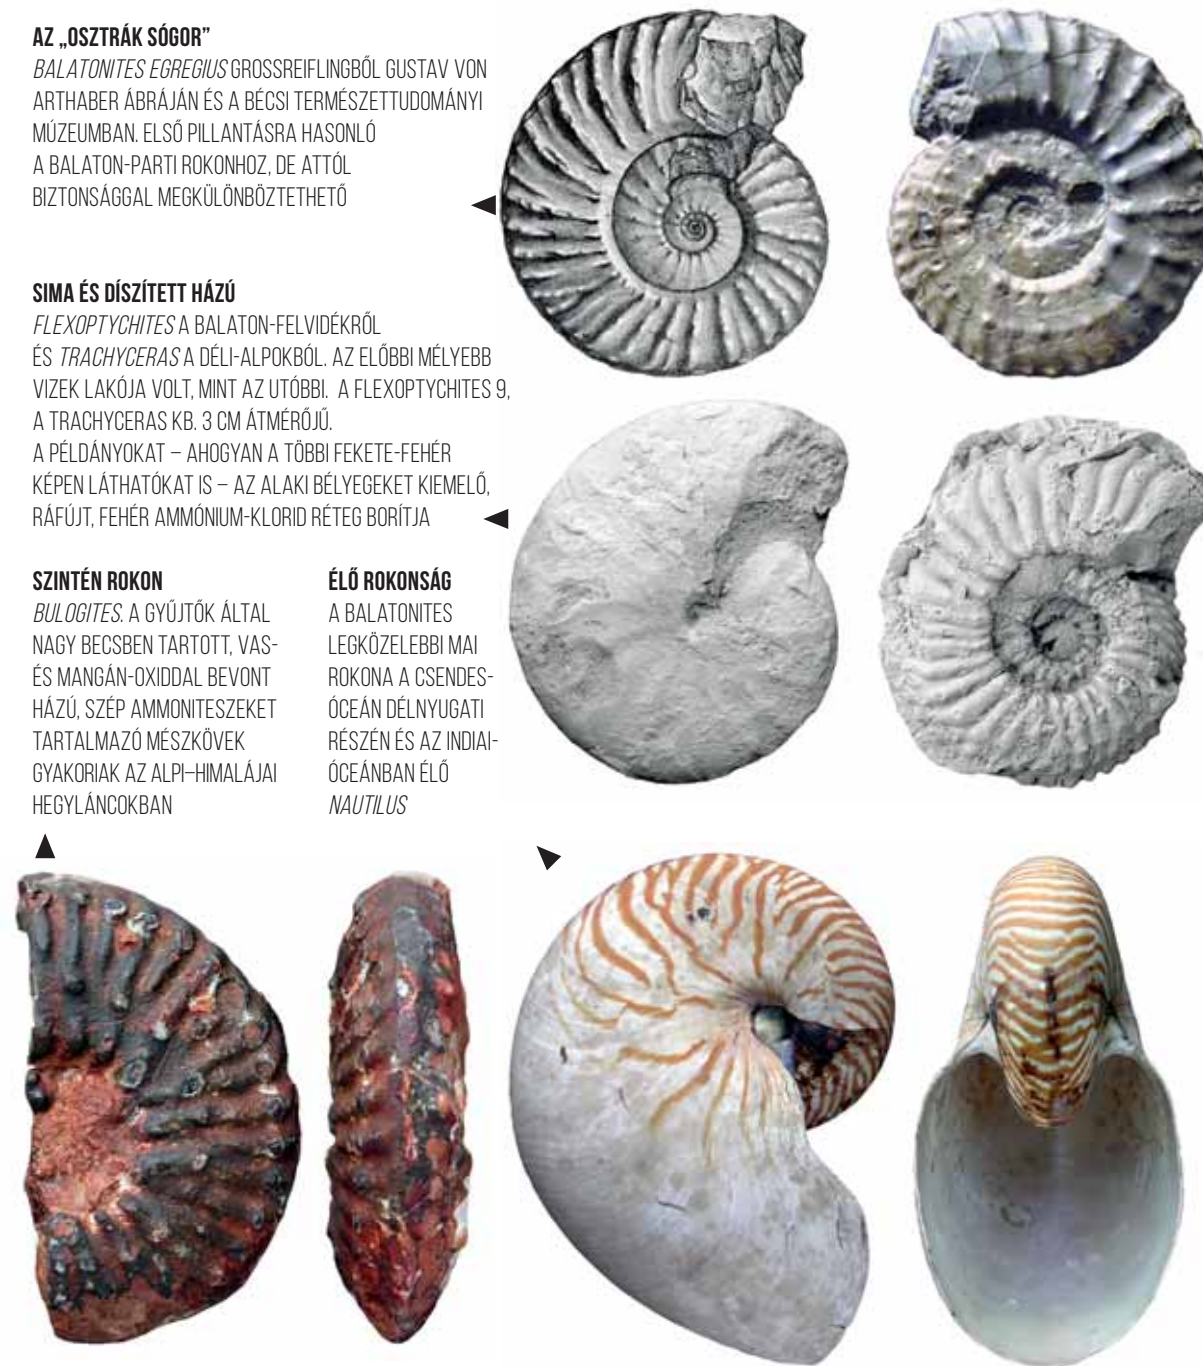 AZ „OSZTRÁK SÓGOR”
BALATONITES EGREGIUS GROSSREIFLINGBŐL GUSTAV VON
ARTHABER ÁBRÁJÁN ÉS A BÉCSI TERMÉSZETTUDOMÁNYI
MÚZEUMBAN. ELSŐ PILLANTÁSRA HASONLÓ
A BALATON-PARTI ROKONHOZ, DE ATTÓL
BIZTONSÁGGAL MEGKÜLÖNBÖZTETHETŐ
SIMA ÉS DÍSZÍTETT HÁZÚ
FLEXOPTYCHITES A BALATON-FELVIDÉKRŐL
ÉS TRACHYCERAS A DÉLI-ALPOKBÓL. AZ ELŐBBI MÉLYEBB
VIZEK LAKÓJA VOLT, MINT AZ UTÓBBI. A FLEXOPTYCHITES 9,
A TRACHYCERAS KB. 3 CM ÁTMÉRŐJŰ.
A PÉLDÁNYOKAT – AHOGYAN A TÖBBI FEKETE-FEHÉR
KÉPEN LÁTHATÓKAT IS – AZ ALAKI BÉLYEGEKET KIEMELŐ,
RÁFÚJT, FEHÉR AMMÓNIUM-KLORID RÉTEG BORÍTJA
SZINTÉN ROKON
BULOGITES. A GYŰJTŐK ÁLTAL
NAGY BECSBEN TARTOTT, VAS-
ÉS MANGÁN-OXIDDAL BEVONT
HÁZÚ, SZÉP AMMONITESZEKET
TARTALMAZÓ MÉSZKÖVEK
GYAKORIAK AZ ALPI–HIMALÁJAI
HEGYLÁNCOKBAN
ÉLŐ ROKONSÁG
A BALATONITES
LEGKÖZELEBBI MAI
ROKONA A CSENDES-
ÓCEÁN DÉLNYUGATI
RÉSZÉN ÉS AZ INDIAI-
ÓCEÁNBAN ÉLŐ
NAUTILUS